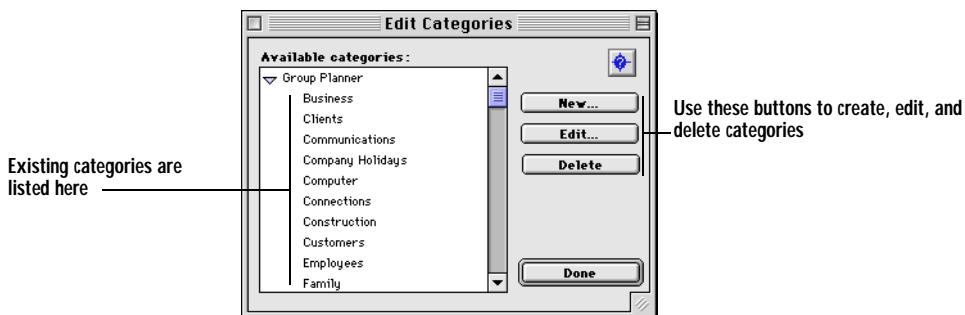 Edit Categories
Available categories:
Group Planner
Business
Clients
Communications
Company Holidays
Computer
Connections
Construction
Customers
Employees
Family
New...
Edit...
Delete
Done
Existing categories are
listed here
Use these buttons to create, edit, and
delete categories